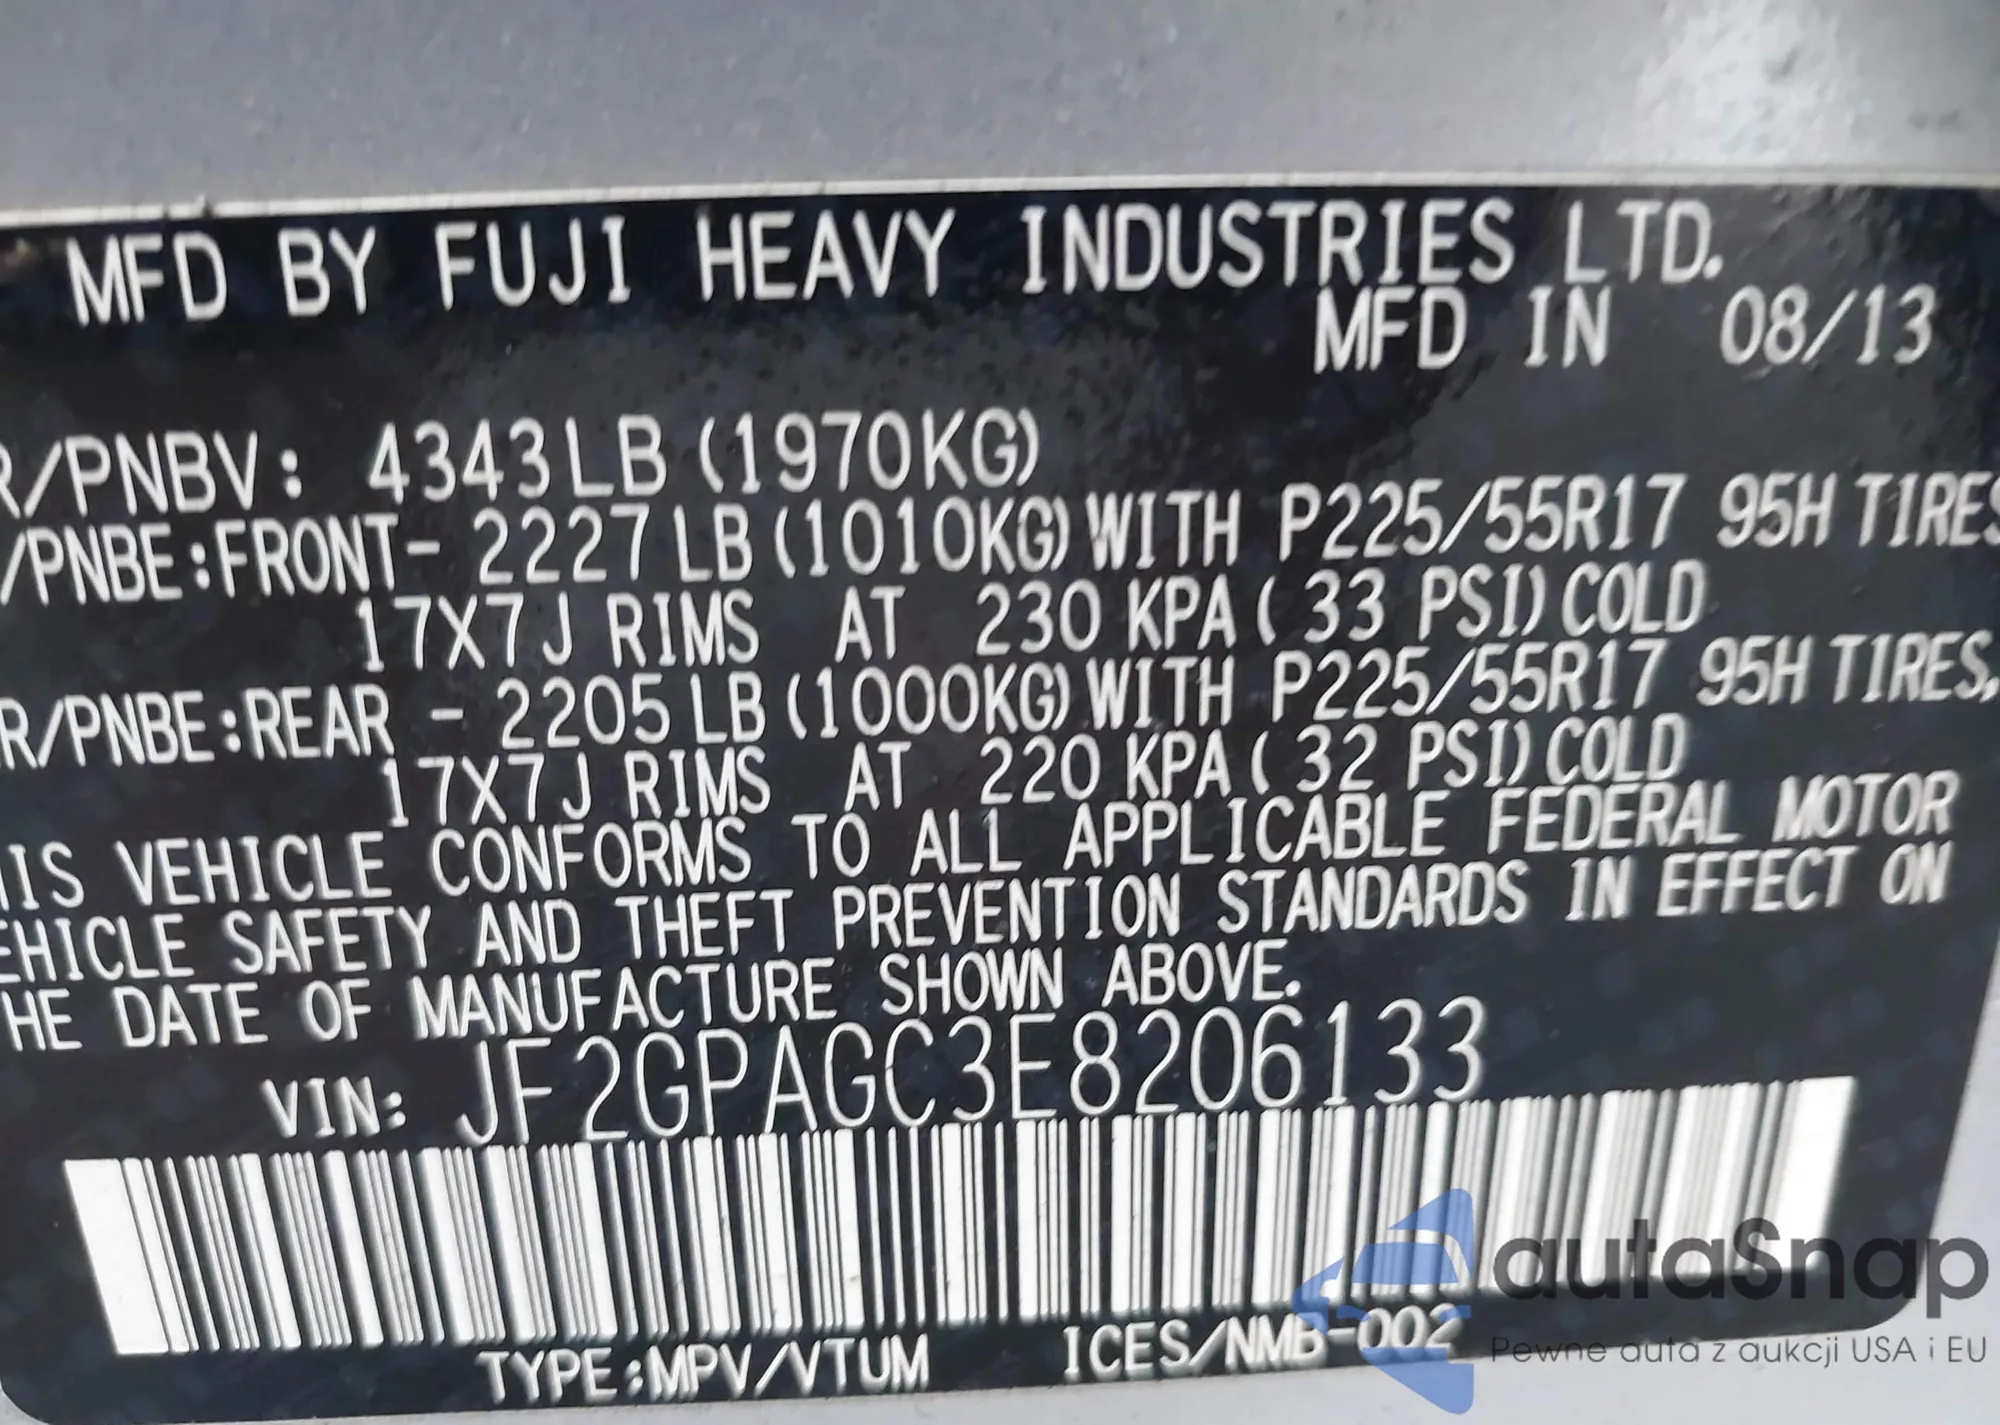 MFD BY FUJI HEAVY INDUSTRIES LTD.
MFD IN 08/13
R/PNBV: 4343LB (1970KG)
/PNBE:FRONT- 2227LB (1010KG) WITH P225/55R17 95H TIRES
17X7J RIMS AT 230 KPA ( 33 PSI) COLD
R/PNBE:REAR - 2205LB (1000KG) WITH P225/55R17 95H TIRES,
17X7J RIMS AT 220 KPA ( 32 PSI) COLD
HIS VEHICLE CONFORMS TO ALL APPLICABLE FEDERAL MOTOR
EHICLE SAFETY AND THEFT PREVENTION STANDARDS IN EFFECT ON
HE DATE OF MANUFACTURE SHOWN ABOVE.
VIN: JF2GPAGC3E8206133
TYPE:MPV/VTUM ICES/NMB-002
autaSnap
Pewne auta z aukcji USA i EU